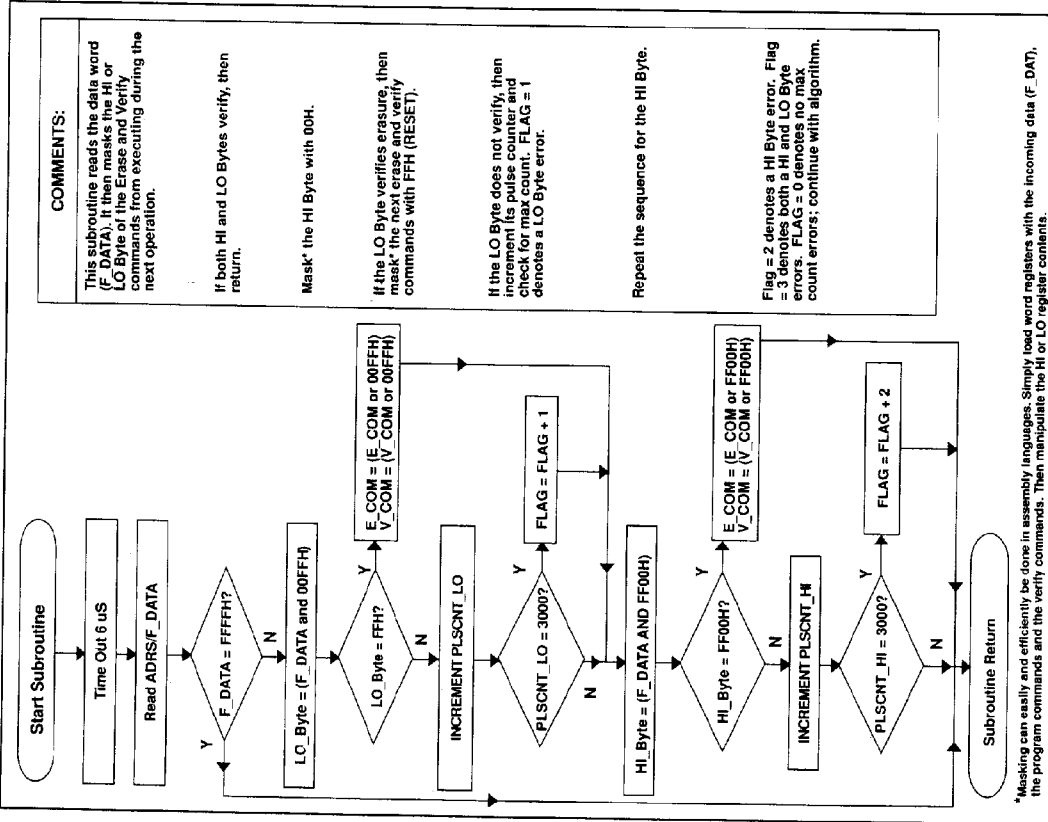 Start Subroutine
Time Out 6 uS
Read ADRS/F_DATA
F_DATA = FFFFH?
Y
N
LO_Byte = (F_DATA and 00FFH)
LO_Byte = FFH?
Y
N
E_COM = (E_COM or 00FFH)
V_COM = (V_COM or 00FFH)
INCREMENT PLSCNT_LO
PLSCNT_LO = 3000?
Y
N
FLAG = FLAG + 1
HI_Byte = (F_DATA AND FF00H)
HI_Byte = FF00H?
Y
N
E_COM = (E_COM or FF00H)
V_COM = (V_COM or FF00H)
INCREMENT PLSCNT_HI
PLSCNT_HI = 3000?
Y
N
FLAG = FLAG + 2
Subroutine Return
COMMENTS:
This subroutine reads the data word
(F_DATA). It then masks the HI or
LO Byte of the Erase and Verify
commands from executing during the
next operation.
If both HI and LO Bytes verify, then
return.
Mask* the HI Byte with 00H.
If the LO Byte verifies erasure, then
mask* the next erase and verify
commands with FFH (RESET).
If the LO Byte does not verify, then
increment its pulse counter and
check for max count. FLAG = 1
denotes a LO Byte error.
Repeat the sequence for the HI Byte.
Flag = 2 denotes a HI Byte error. Flag
= 3 denotes both a HI and LO Byte
errors. FLAG = 0 denotes no max
count errors; continue with algorithm.
*Masking can easily and efficiently be done in assembly languages. Simply load word registers with the incoming data (F_DAT),
the program commands and the verify commands. Then manipulate the HI or LO register contents.